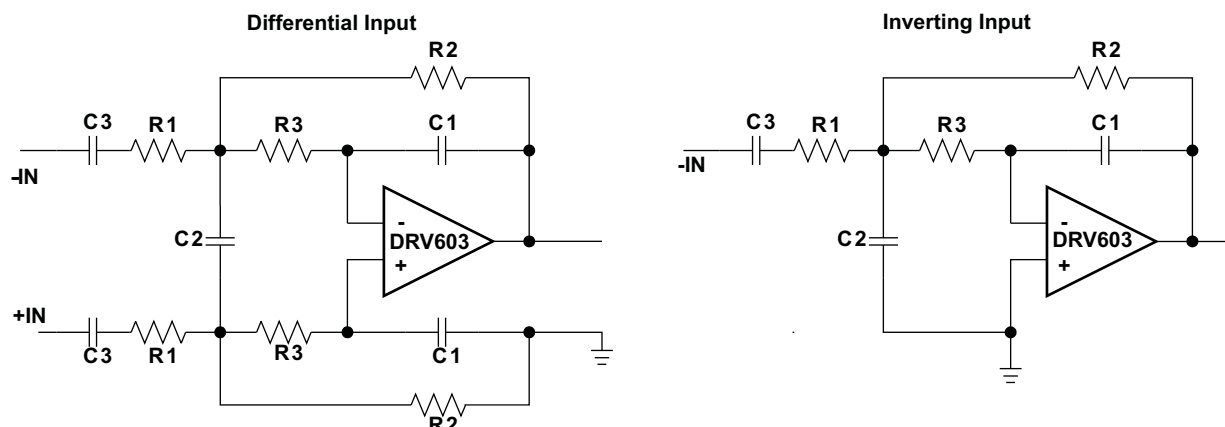 Differential Input
R2
C3
R1
R3
C1
-IN
-
DRV603
+
C2
+IN
C3
R1
R3
C1
R2
Inverting Input
R2
C3
R1
R3
C1
-IN
-
DRV603
+
C2